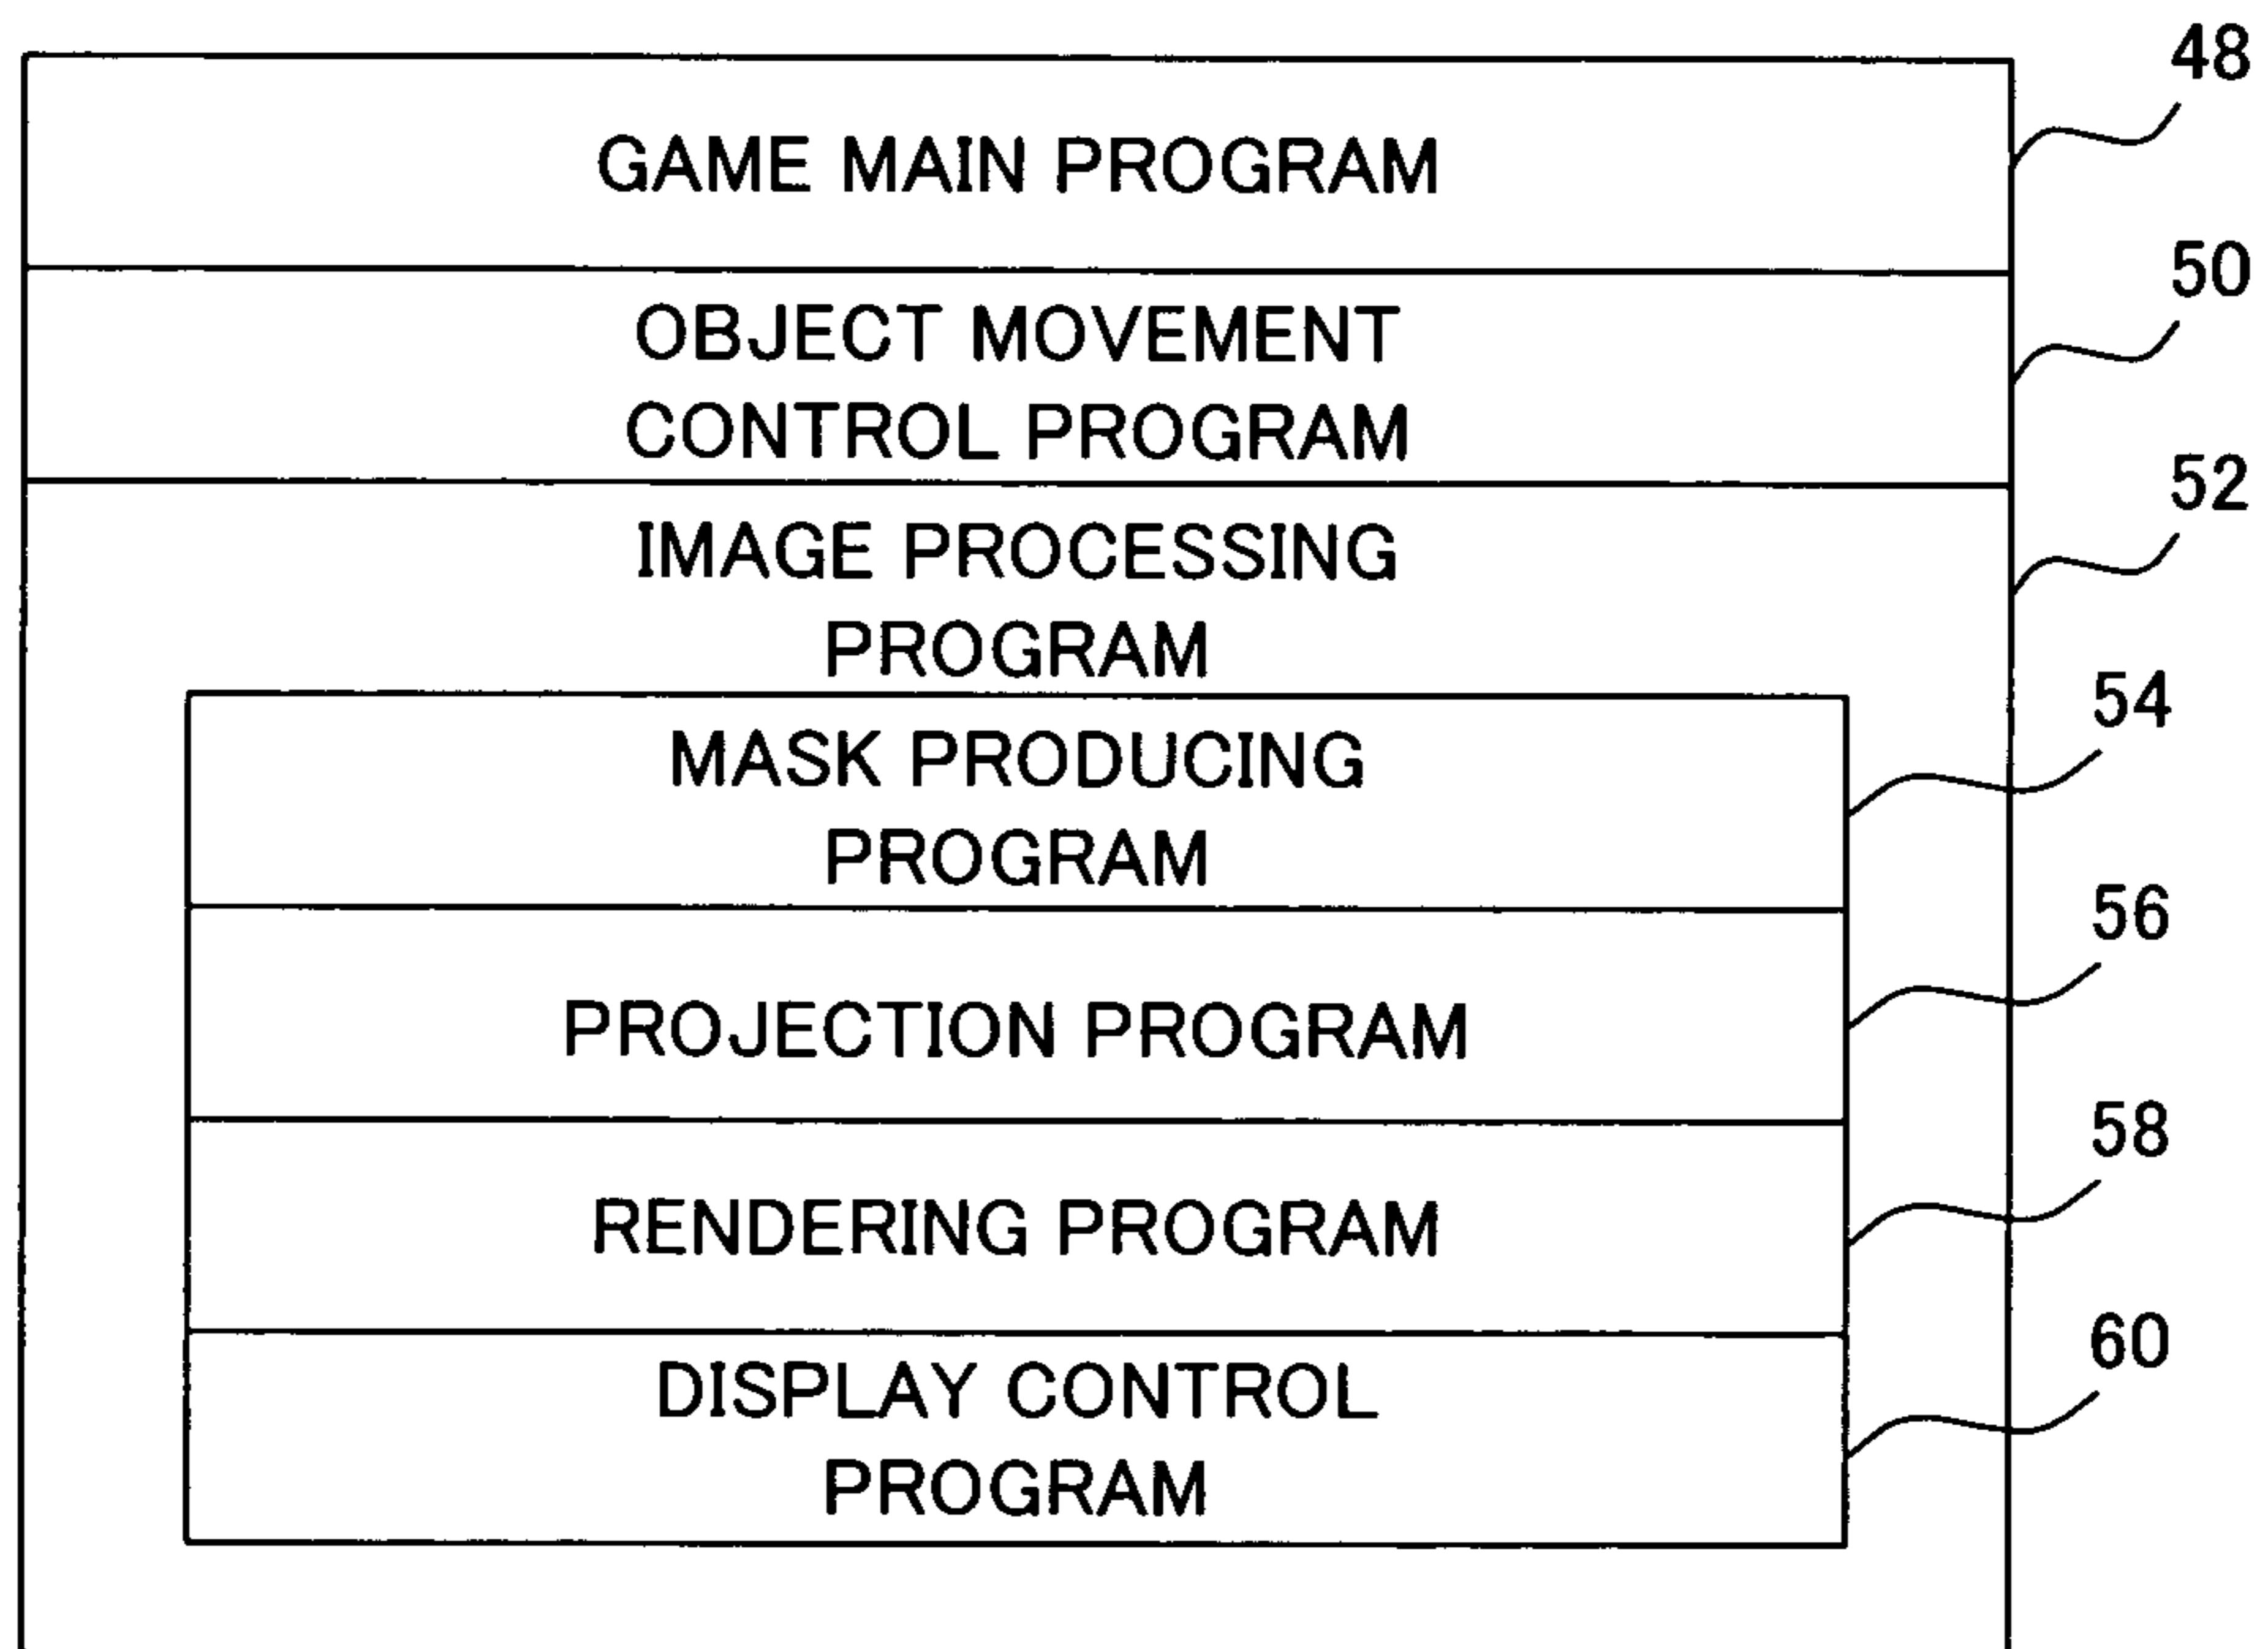 48
GAME MAIN PROGRAM
50
OBJECT MOVEMENT
CONTROL PROGRAM
52
IMAGE PROCESSING
PROGRAM
54
MASK PRODUCING
PROGRAM
56
PROJECTION PROGRAM
58
RENDERING PROGRAM
60
DISPLAY CONTROL
PROGRAM